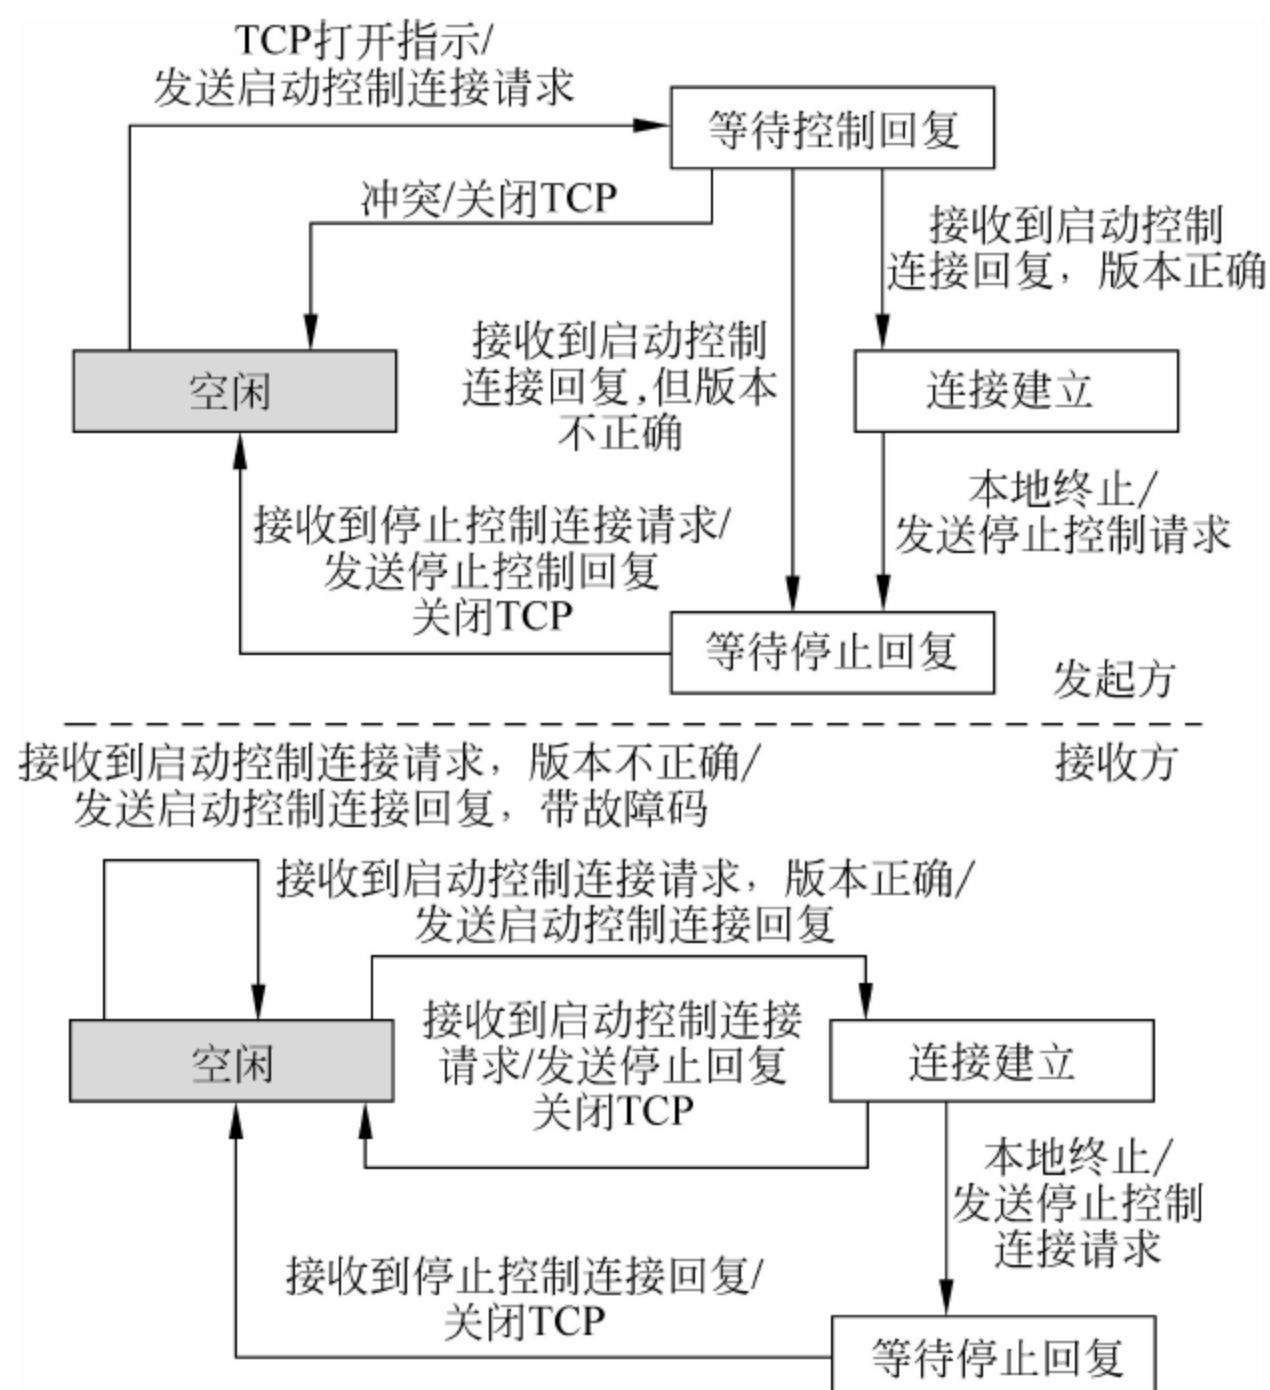 TCP打开指示/
发送启动控制连接请求
等待控制回复
冲突/关闭TCP
接收到启动控制
连接回复，版本正确
接收到启动控制
连接回复,但版本
不正确
空闲
连接建立
本地终止/
发送停止控制请求
接收到停止控制连接请求/
发送停止控制回复
关闭TCP
等待停止回复
发起方
接收到启动控制连接请求，版本不正确/
发送启动控制连接回复，带故障码
接收方
接收到启动控制连接请求，版本正确/
发送启动控制连接回复
接收到启动控制连接
请求/发送停止回复
关闭TCP
空闲
连接建立
本地终止/
发送停止控制
连接请求
接收到停止控制连接回复/
关闭TCP
等待停止回复